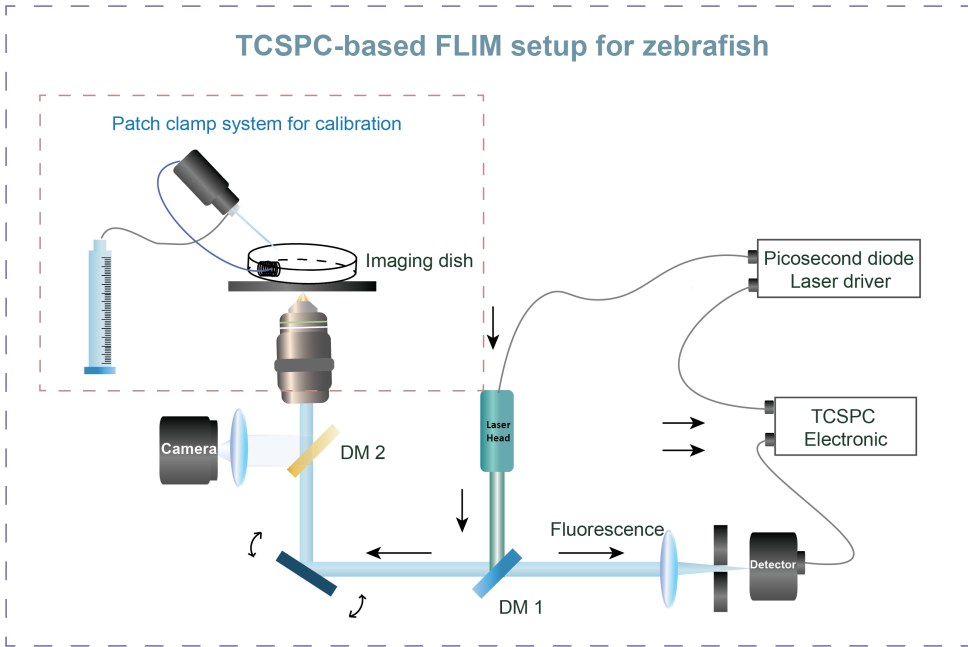 TCSPC-based FLIM setup for zebrafish
Patch clamp system for calibration
Imaging dish
Picosecond diode
Laser driver
Laser
Head
TCSPC
Electronic
Camera
DM 2
Fluorescence
Detector
DM 1